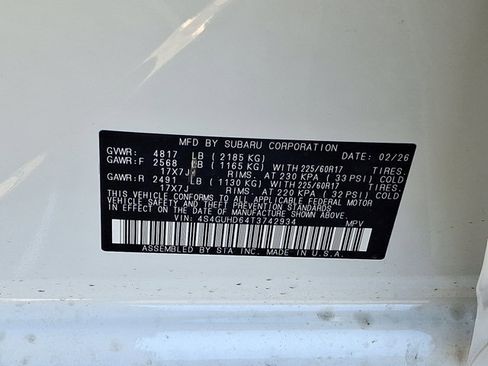 MFD BY SUBARU CORPORATION DATE: 02/26
GVWR: 4817 LB (2185 KG)
GAWR:F 2568 LB (1165 KG) WITH 225/60R17 TIRES.
17X7J RIMS. AT 230 KPA (33 PSI) COLD
GAWR:R 2491 LB (1130 KG) WITH 225/60R17 TIRES.
17X7J RIMS. AT 220 KPA (32 PSI) COLD
THIS VEHICLE CONFORMS TO ALL APPLICABLE FEDERAL MOTOR
VEHICLE SAFETY AND THEFT PREVENTION STANDARDS IN EFFECT ON
THE DATE OF MANUFACTURE SHOWN ABOVE.
VIN: 4S4GUHD64T3742934 MPV
ASSEMBLED BY SIA INC. MADE IN U.S.A.